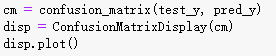 cm = confusion_matrix(test_y, pred_y)
disp = ConfusionMatrixDisplay(cm)
disp.plot()